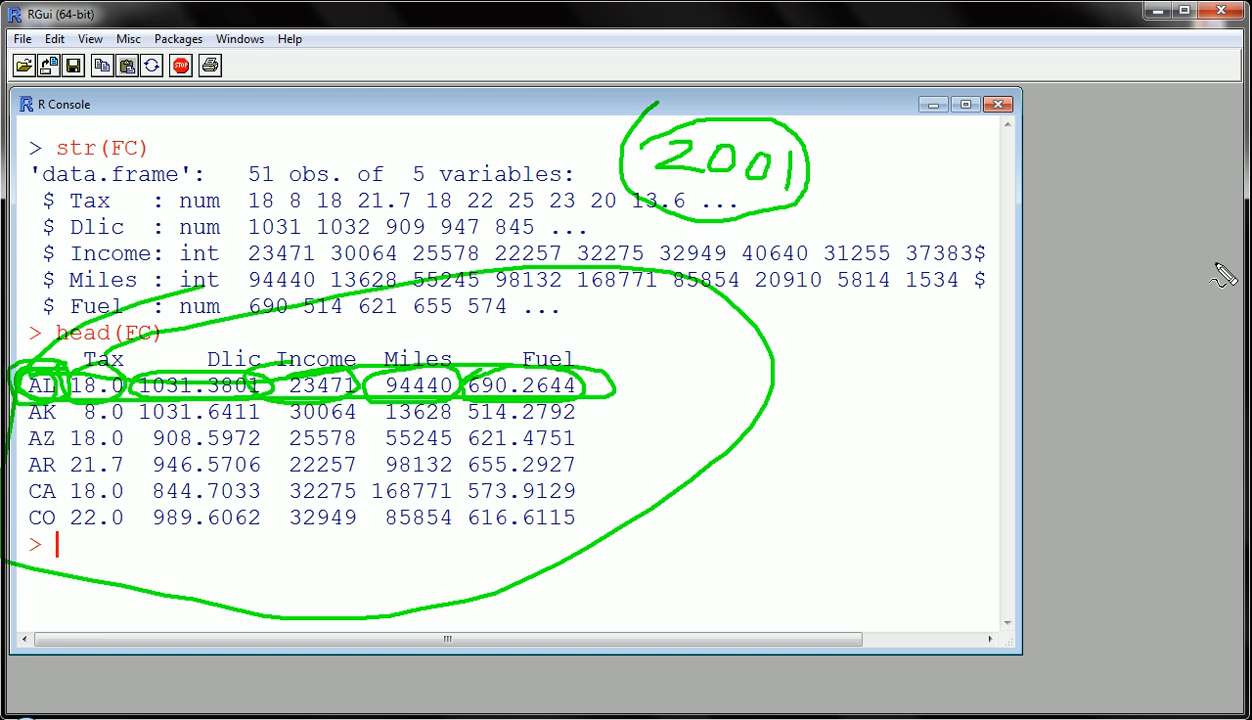 RGui (64-bit)
File Edit View Misc Packages Windows Help
STOP
R Console
> str(FC)
2001
'data.frame': 51 obs. of 5 variables:
$ Tax : num 18 8 18 21.7 18 22 25 23 20 13.6 ...
$ Dlic : num 1031 1032 909 947 845 ...
$ Income: int 23471 30064 25578 22257 32275 32949 40640 31255 37383$
$ Miles : int 94440 13628 55245 98132 168771 85854 20910 5814 1534 $
$ Fuel : num 690 514 621 655 574 ...
> head(FC)
Tax Dlic Income Miles Fuel
AL 18.0 1031.3801 23471 94440 690.2644
AK 8.0 1031.6411 30064 13628 514.2792
AZ 18.0 908.5972 25578 55245 621.4751
AR 21.7 946.5706 22257 98132 655.2927
CA 18.0 844.7033 32275 168771 573.9129
CO 22.0 989.6062 32949 85854 616.6115
>